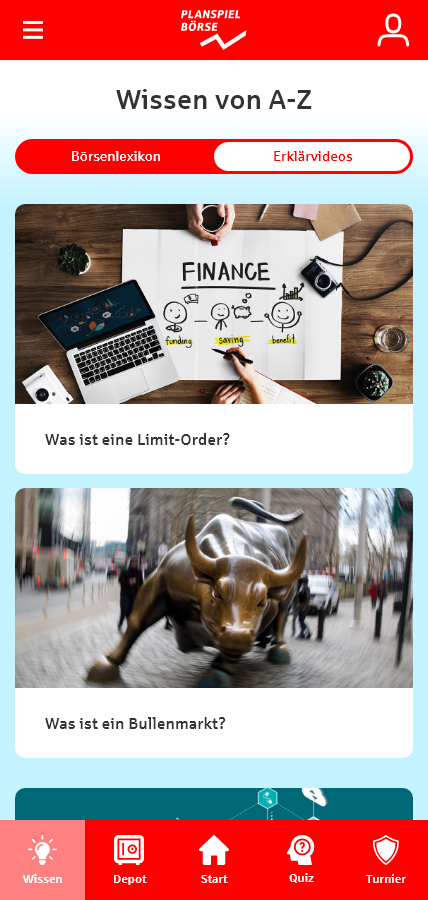 PLANSPIEL
BÖRSE
Wissen von A-Z
Börsenlexikon
Erklärvideos
FINANCE
funding
saving
benefit
Was ist eine Limit-Order?
Was ist ein Bullenmarkt?
Wissen
Depot
Start
Quiz
Turnier